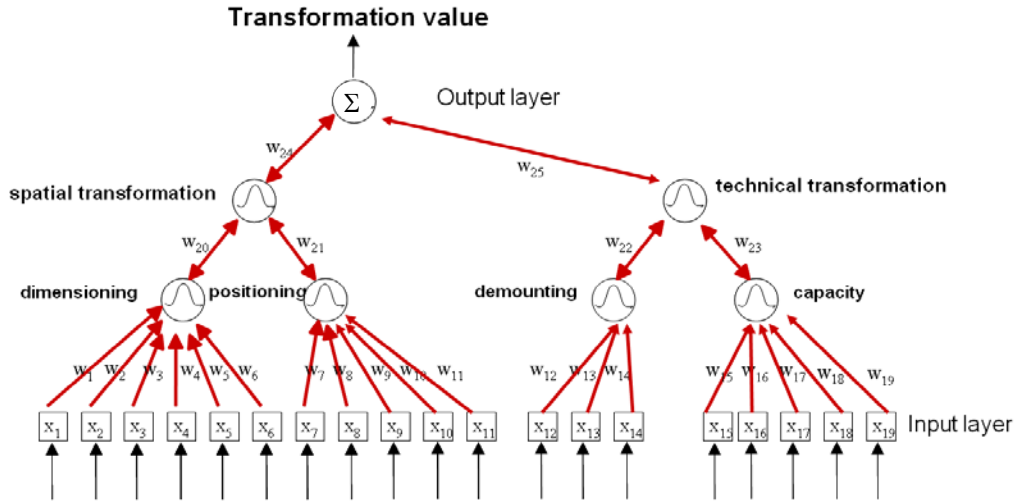 Transformation value
Σ
Output layer
w24
w25
spatial transformation
technical transformation
w20
w21
w22
w23
dimensioning
positioning
demounting
capacity
w1
w2
w3
w4
w5
w6
w7
w8
w9
w10
w11
w12
w13
w14
w15
w16
w17
w18
w19
x1
x2
x3
x4
x5
x6
x7
x8
x9
x10
x11
x12
x13
x14
x15
x16
x17
x18
x19
Input layer